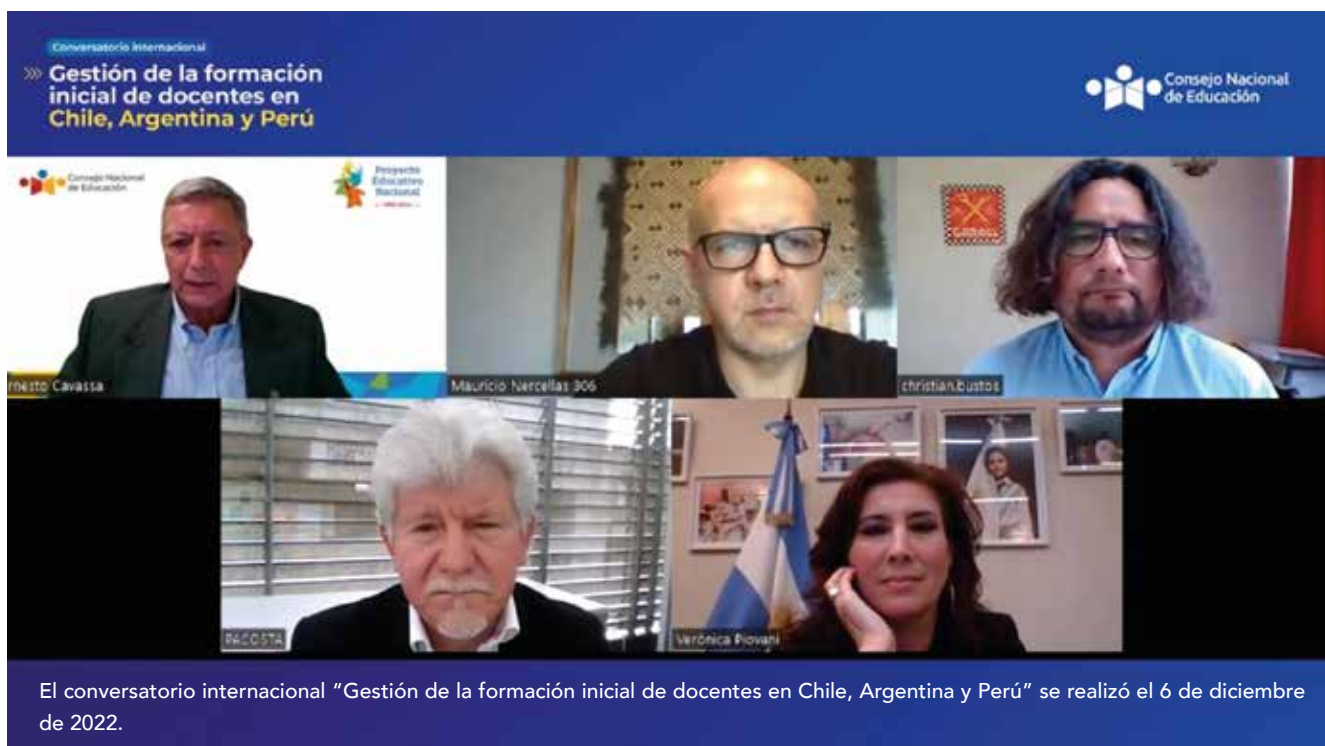 Conversatorio internacional
Gestión de la formación
inicial de docentes en
Chile, Argentina y Perú
Consejo Nacional
de Educación
Consejo Nacional
de Educación
Proyecto
Educativo
Nacional
rnesto Cavassa
Mauricio Nercellas 306
christian.bustos
PACOSTA
Verónica Piovani
El conversatorio internacional “Gestión de la formación inicial de docentes en Chile, Argentina y Perú” se realizó el 6 de diciembre
de 2022.